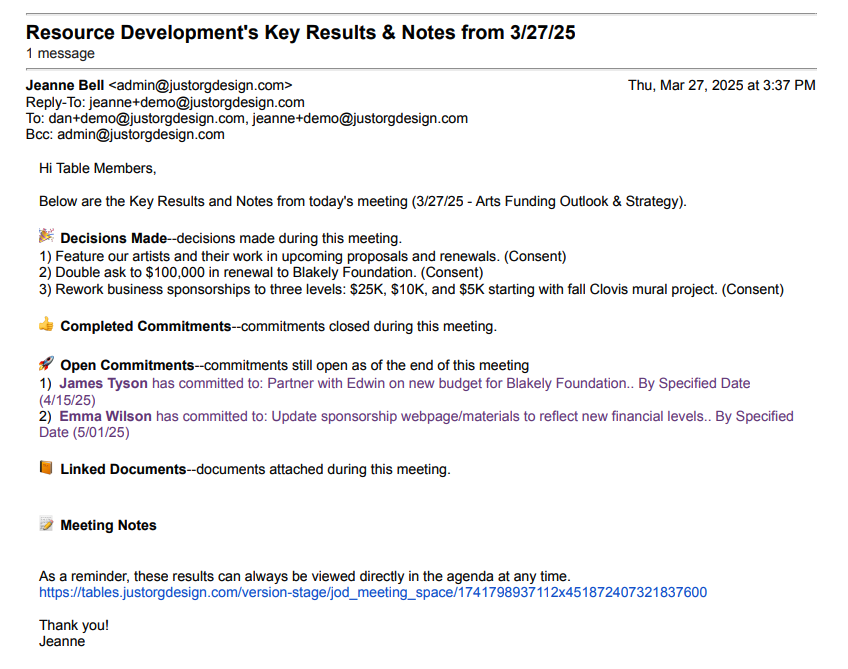 Resource Development's Key Results & Notes from 3/27/25
1 message
Jeanne Bell <admin@justorgdesign.com> Thu, Mar 27, 2025 at 3:37 PM
Reply-To: jeanne+demo@justorgdesign.com
To: dan+demo@justorgdesign.com, jeanne+demo@justorgdesign.com
Bcc: admin@justorgdesign.com
Hi Table Members,
Below are the Key Results and Notes from today's meeting (3/27/25 - Arts Funding Outlook & Strategy).
🎉 Decisions Made--decisions made during this meeting.
1) Feature our artists and their work in upcoming proposals and renewals. (Consent)
2) Double ask to $100,000 in renewal to Blakely Foundation. (Consent)
3) Rework business sponsorships to three levels: $25K, $10K, and $5K starting with fall Clovis mural project. (Consent)
👍 Completed Commitments--commitments closed during this meeting.
🚀 Open Commitments--commitments still open as of the end of this meeting
1) James Tyson has committed to: Partner with Edwin on new budget for Blakely Foundation.. By Specified Date
(4/15/25)
2) Emma Wilson has committed to: Update sponsorship webpage/materials to reflect new financial levels.. By Specified
Date (5/01/25)
📙 Linked Documents--documents attached during this meeting.
📝 Meeting Notes
As a reminder, these results can always be viewed directly in the agenda at any time.
https://tables.justorgdesign.com/version-stage/jod_meeting_space/1741798937112x451872407321837600
Thank you!
Jeanne